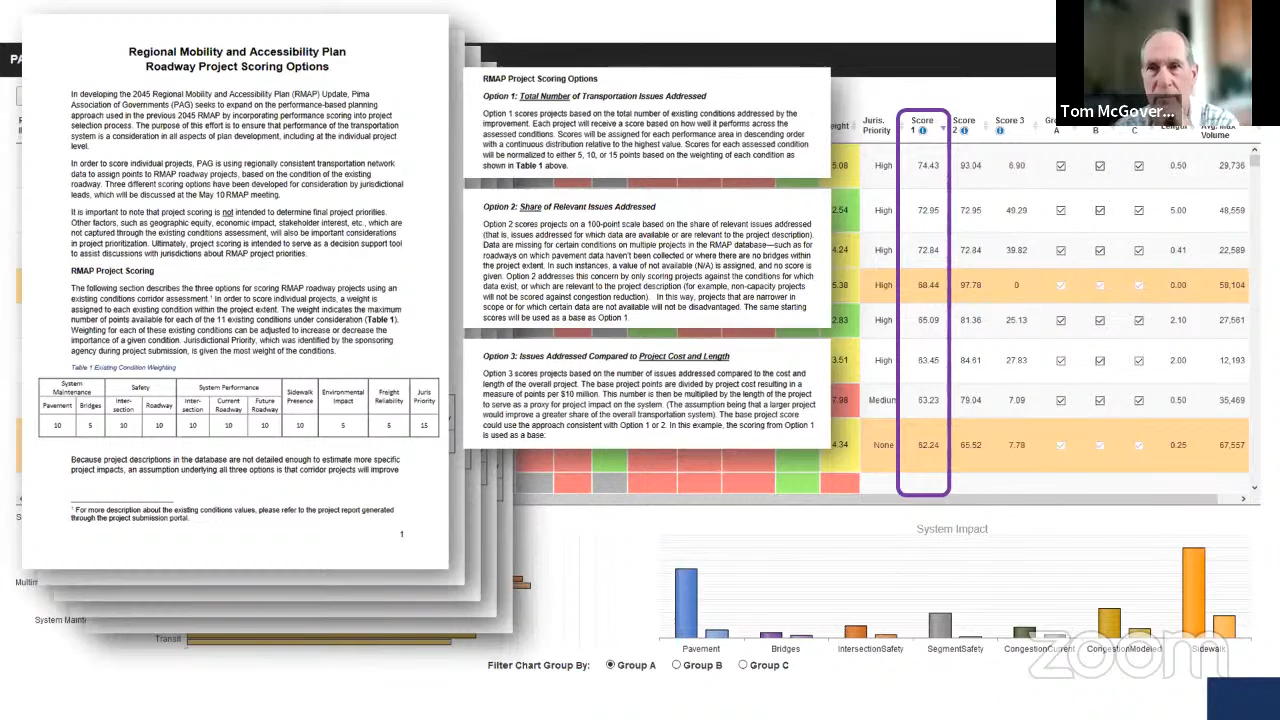 PA
Regional Mobility and Accessibility Plan
Roadway Project Scoring Options
In developing the 2045 Regional Mobility and Accessibility Plan (RMAP) Update, Pima
Association of Governments (PAG) seeks to expand on the performance-based planning
approach used in the previous 2045 RMAP by incorporating performance scoring into project
selection process. The purpose of this effort is to ensure that performance of the transportation
system is a consideration in all aspects of plan development, including at the individual project
level.
In order to score individual projects, PAG is using regionally consistent transportation network
data to assign points to RMAP roadway projects, based on the condition of the existing
roadway. Three different scoring options have been developed for consideration by jurisdictional
leads, which will be discussed at the May 10 RMAP meeting.
It is important to note that project scoring is not intended to determine final project priorities.
Other factors, such as geographic equity, economic impact, stakeholder interest, etc., which are
not captured through the existing conditions assessment, will also be important considerations
in project prioritization. Ultimately, project scoring is intended to serve as a decision support tool
to assist discussions with jurisdictions about RMAP project priorities.
RMAP Project Scoring
The following section describes the three options for scoring RMAP roadway projects using an
existing conditions corridor assessment.¹ In order to score individual projects, a weight is
assigned to each existing condition within the project extent. The weight indicates the maximum
number of points available for each of the 11 existing conditions under consideration (Table 1).
Weighting for each of these existing conditions can be adjusted to increase or decrease the
importance of a given condition. Jurisdictional Priority, which was identified by the sponsoring
agency during project submission, is given the most weight of the conditions.
Table 1 Existing Condition Weighting
System Maintenance Safety System Performance Sidewalk Presence Environmental Impact Freight Reliability Juris Priority
Pavement Bridges Inter-section Roadway Inter-section Current Roadway Future Roadway
10 5 10 10 10 10 10 10 5 5 15
Because project descriptions in the database are not detailed enough to estimate more specific
project impacts, an assumption underlying all three options is that corridor projects will improve
¹ For more description about the existing conditions values, please refer to the project report generated
through the project submission portal.
1
RMAP Project Scoring Options
Option 1: Total Number of Transportation Issues Addressed
Option 1 scores projects based on the total number of existing conditions addressed by the
improvement. Each project will receive a score based on how well it performs across the
assessed conditions. Scores will be assigned for each performance area in descending order
with a continuous distribution relative to the highest value. Scores for each assessed condition
will be normalized to either 5, 10, or 15 points based on the weighting of each condition as
shown in Table 1 above.
Option 2: Share of Relevant Issues Addressed
Option 2 scores projects on a 100-point scale based on the share of relevant issues addressed
(that is, issues addressed for which data are available or are relevant to the project description).
Data are missing for certain conditions on multiple projects in the RMAP database—such as for
roadways on which pavement data haven't been collected or where there are no bridges within
the project extent. In such instances, a value of not available (N/A) is assigned, and no score is
given. Option 2 addresses this concern by only scoring projects against the conditions for which
data exist, or which are relevant to the project description (for example, non-capacity projects
will not be scored against congestion reduction). In this way, projects that are narrower in
scope or for which certain data are not available will not be disadvantaged. The same starting
scores will be used as a base as Option 1.
Option 3: Issues Addressed Compared to Project Cost and Length
Option 3 scores projects based on the number of issues addressed compared to the cost and
length of the overall project. The base project points are divided by project cost resulting in a
measure of points per $10 million. This number is then be multiplied by the length of the
project to serve as a proxy for project impact on the system. (The assumption being that a larger project
would improve a greater share of the overall transportation system). The base project score
could use the approach consistent with Option 1 or 2. In this example, the scoring from Option 1
is used as a base:
Tom McGover...
eight Juris. Priority Score 1 Score 2 Score 3 A B C Length Avg. Max Volume
5.08 High 74.43 93.04 6.90 0.50 29,736
2.54 High 72.95 72.95 49.29 5.00 48,559
4.24 High 72.84 72.84 39.82 0.41 22,589
5.38 High 68.44 97.78 0 0.00 58,104
2.83 High 65.09 81.36 25.13 2.10 27,561
3.51 High 63.45 84.61 27.83 2.00 12,193
7.98 Medium 63.23 79.04 7.09 0.50 35,469
4.34 None 62.24 65.52 7.78 0.25 67,557
System Impact
Pavement Bridges IntersectionSafety SegmentSafety CongestionCurrent CongestionModeled Sidewalk
Filter Chart Group By: Group A Group B Group C
Multim
System Mainte
Transit
zoom